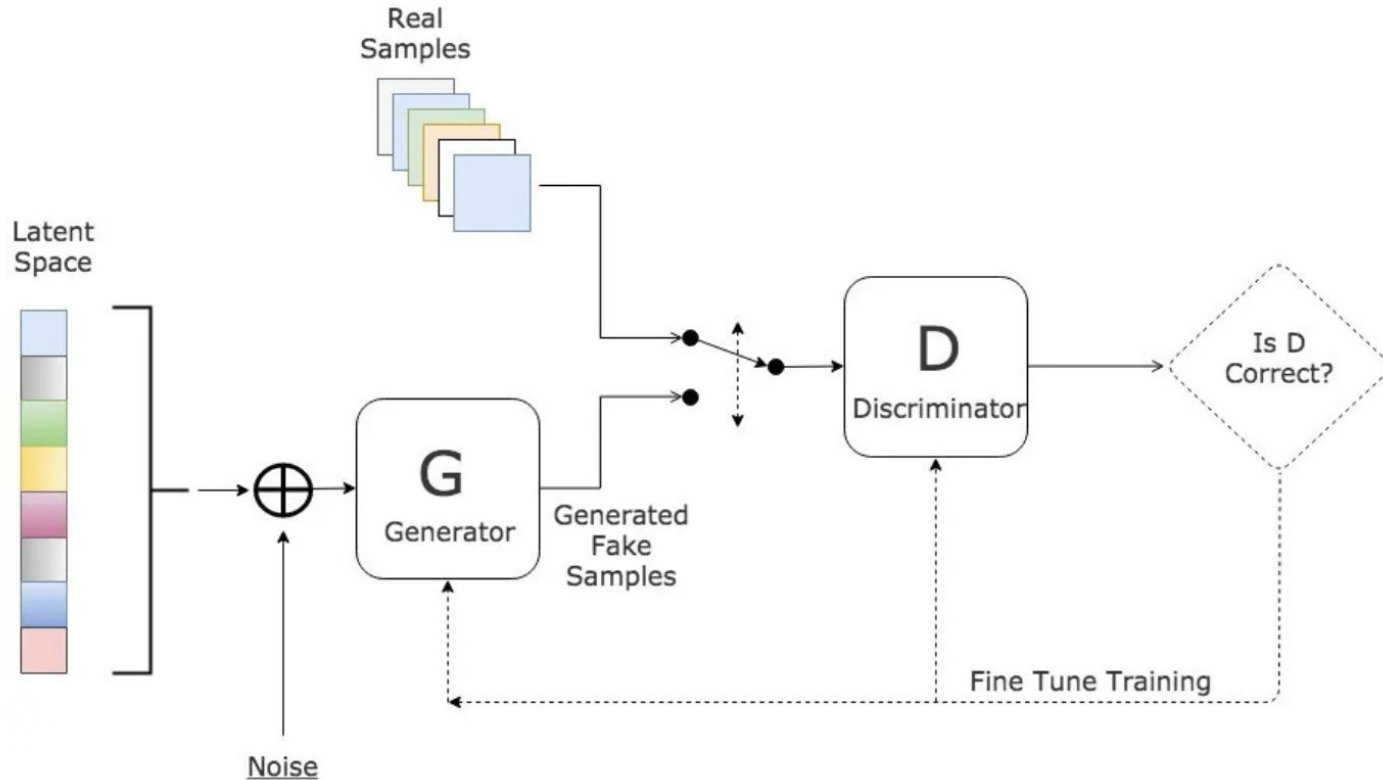 Real
Samples
Latent
Space
D
Discriminator
Is D
Correct?
G
Generator
Generated
Fake
Samples
Fine Tune Training
Noise